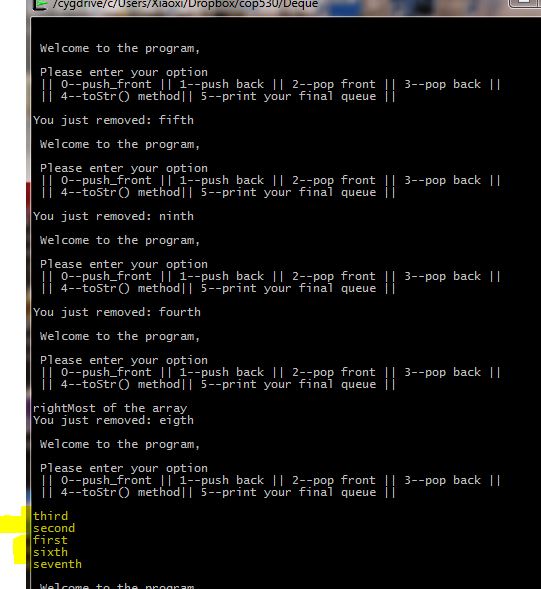 /cygdrive/c/Users/Xiaoxi/Dropbox/cop530/Deque
Welcome to the program,
Please enter your option
|| 0--push_front || 1--push back || 2--pop front || 3--pop back ||
|| 4--toStr() method|| 5--print your final queue ||
You just removed: fifth
Welcome to the program,
Please enter your option
|| 0--push_front || 1--push back || 2--pop front || 3--pop back ||
|| 4--toStr() method|| 5--print your final queue ||
You just removed: ninth
Welcome to the program,
Please enter your option
|| 0--push_front || 1--push back || 2--pop front || 3--pop back ||
|| 4--toStr() method|| 5--print your final queue ||
You just removed: fourth
Welcome to the program,
Please enter your option
|| 0--push_front || 1--push back || 2--pop front || 3--pop back ||
|| 4--toStr() method|| 5--print your final queue ||
rightMost of the array
You just removed: eigth
Welcome to the program,
Please enter your option
|| 0--push_front || 1--push back || 2--pop front || 3--pop back ||
|| 4--toStr() method|| 5--print your final queue ||
third
second
first
sixth
seventh
Welcome to the program